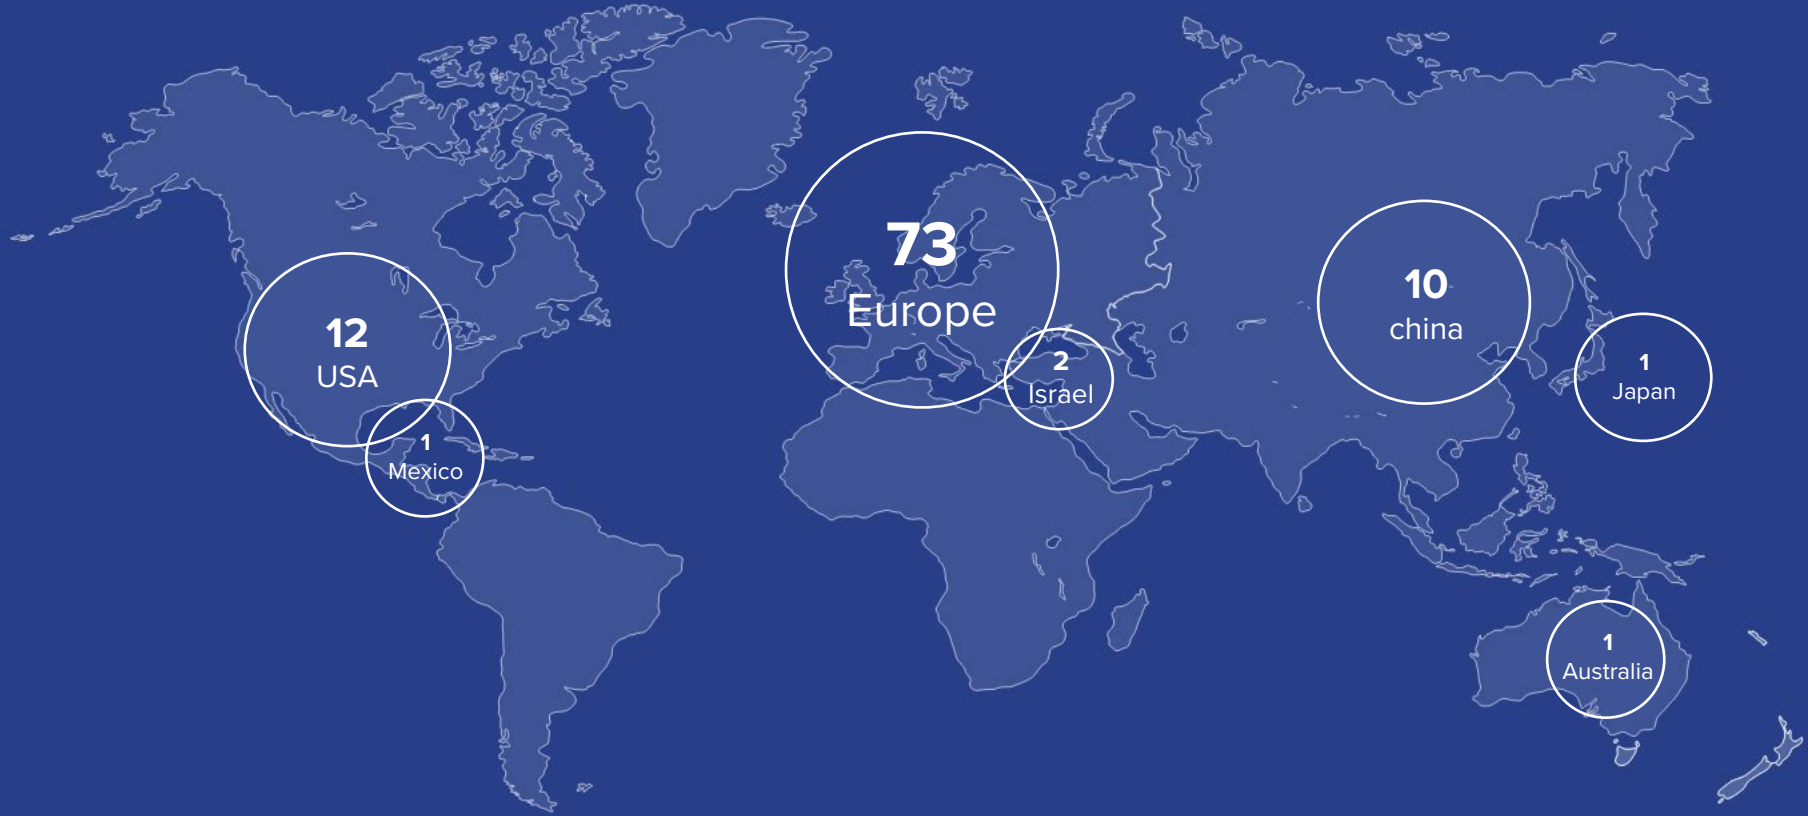 73
Europe
12
USA
10
china
2
Israel
1
Japan
1
Mexico
1
Australia